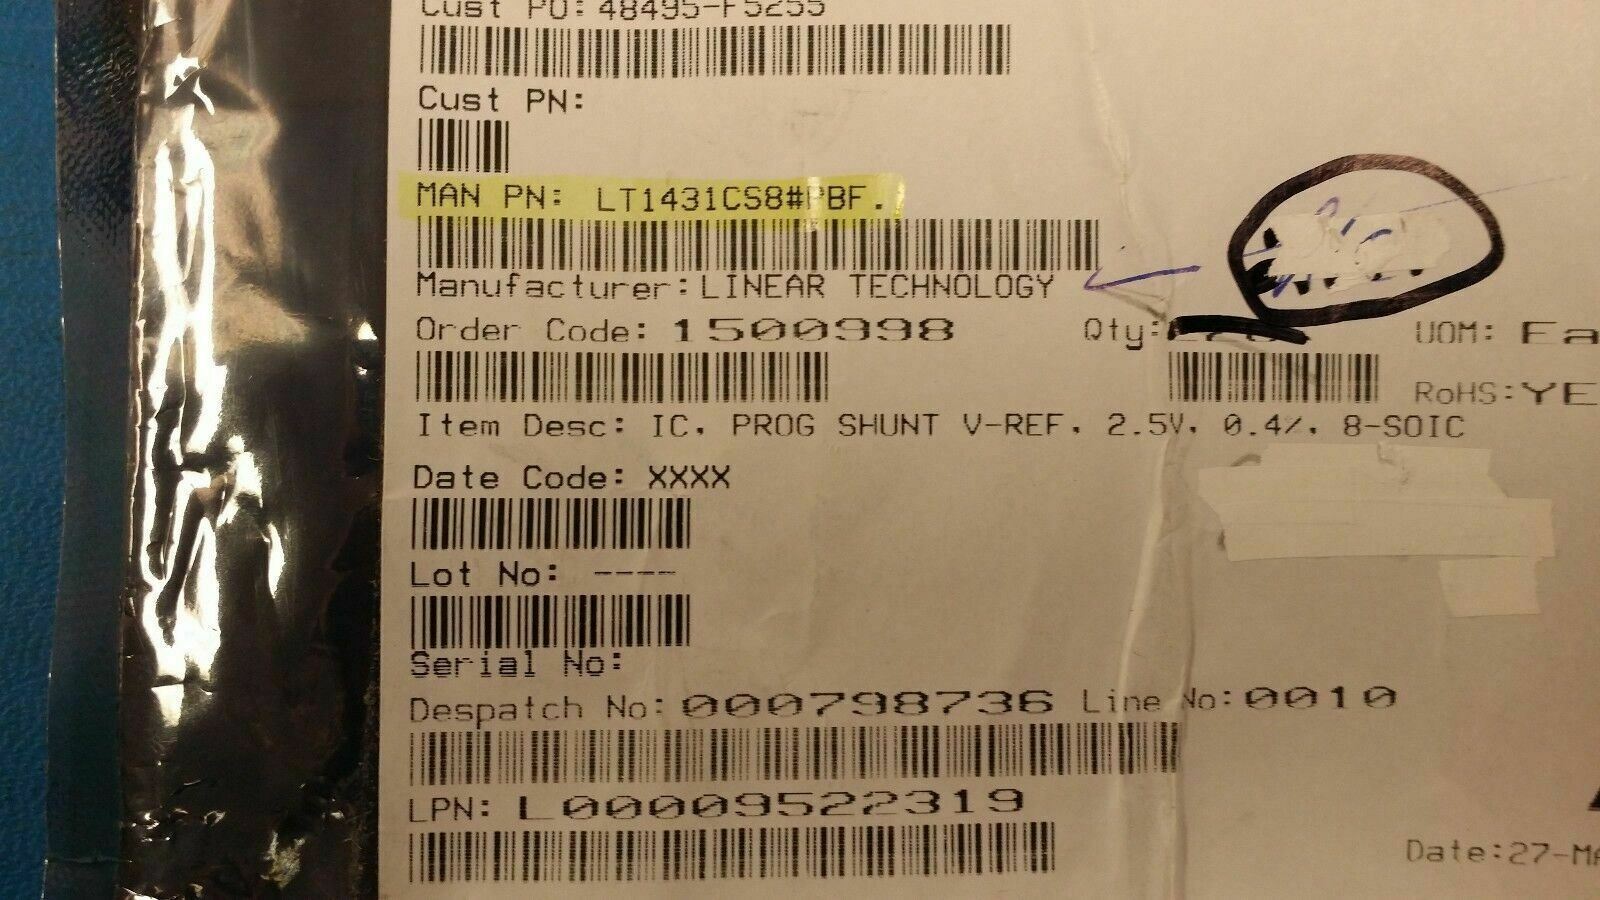 Cust PO: 48495-F5255
Cust PN:
MAN PN: LT1431CS8#PBF.
Manufacturer: LINEAR TECHNOLOGY
Order Code: 1500998 Qty: UOM: Ea
Item Desc: IC, PROG SHUNT V-REF, 2.5V, 0.4%, 8-SOIC
RoHS: YE
Date Code: XXXX
Lot No: ----
Serial No:
Despatch No: 000798736 Line No: 0010
LPN: L00009522319
Date: 27-MA